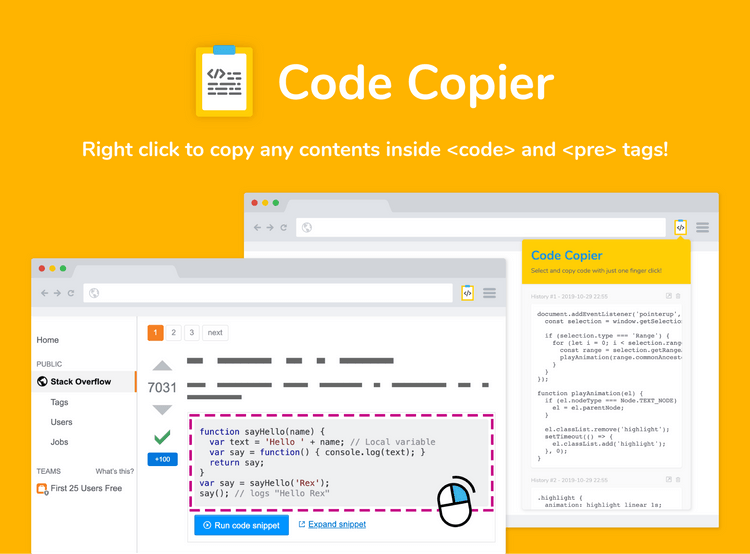 Code Copier
Right click to copy any contents inside <code> and <pre> tags!
Code Copier
Select and copy code with just one finger click!
History #1 - 2019-10-29 22:55
document.addEventListener('pointerup',
const selection = window.getSelectio
if (selection.type === 'Range') {
for (let i = 0; i < selection.range
const range = selection.getRange
playAnimation(range.commonAncest
}
}
});
function playAnimation(el) {
if (el.nodeType === Node.TEXT_NODE)
el = el.parentNode;
}
el.classList.remove('highlight');
setTimeout(() => {
el.classList.add('highlight');
}, 0);
}
History #2 - 2019-10-29 22:55
.highlight {
animation: highlight linear 1s;
Home
PUBLIC
Stack Overflow
Tags
Users
Jobs
TEAMS What's this?
First 25 Users Free
1 2 3 next
7031
+100
function sayHello(name) {
var text = 'Hello ' + name; // Local variable
var say = function() { console.log(text); }
return say;
}
var say = sayHello('Rex');
say(); // logs "Hello Rex"
Run code snippet
Expand snippet